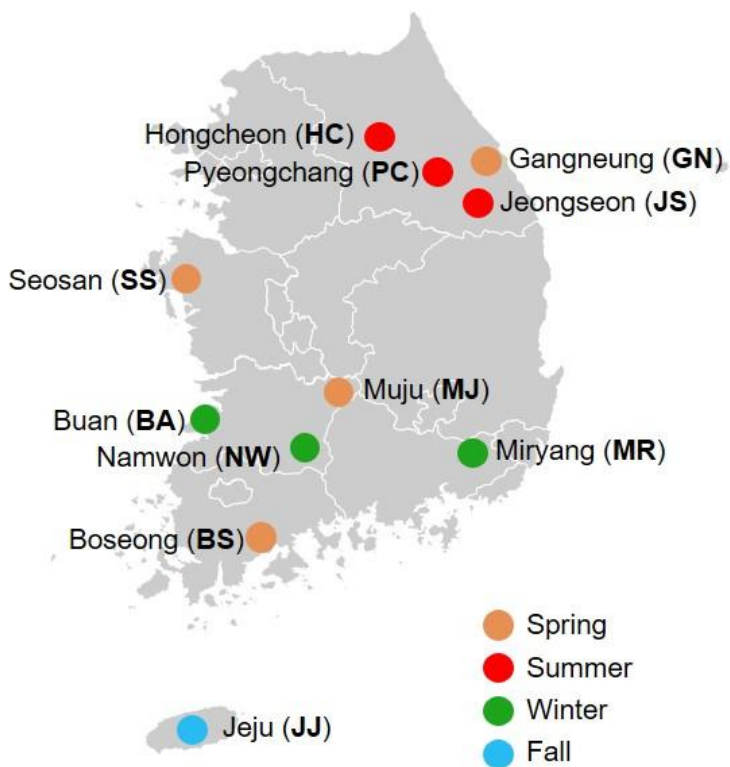 Hongcheon (HC)
Gangneung (GN)
Pyeongchang (PC)
Jeongseon (JS)
Seosan (SS)
Muju (MJ)
Buan (BA)
Namwon (NW)
Miryang (MR)
Boseong (BS)
Spring
Summer
Winter
Jeju (JJ)
Fall